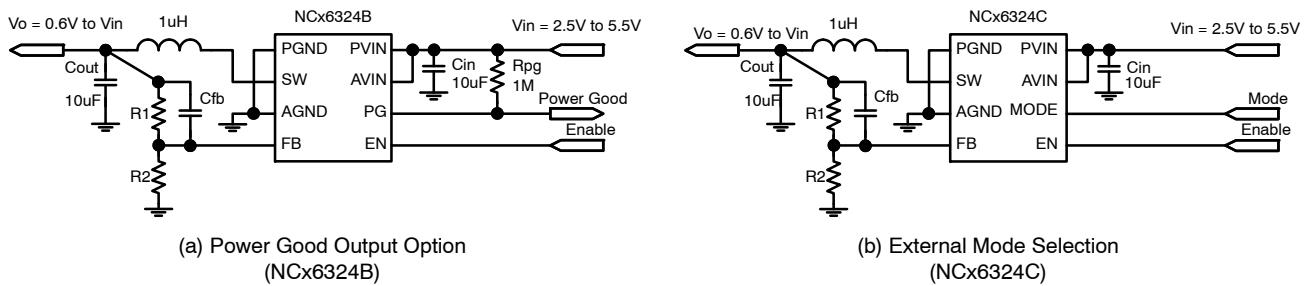 NCx6324B
Vo = 0.6V to Vin
1uH
Vin = 2.5V to 5.5V
PGND
PVIN
Cout
10uF
SW
AVIN
Cin
10uF
Rpg
1M
Cfb
R1
AGND
PG
Power Good
FB
EN
Enable
R2
(a) Power Good Output Option
(NCx6324B)
NCx6324C
Vo = 0.6V to Vin
1uH
Vin = 2.5V to 5.5V
PGND
PVIN
Cout
10uF
SW
AVIN
Cin
10uF
Cfb
R1
AGND
MODE
Mode
FB
EN
Enable
R2
(b) External Mode Selection
(NCx6324C)